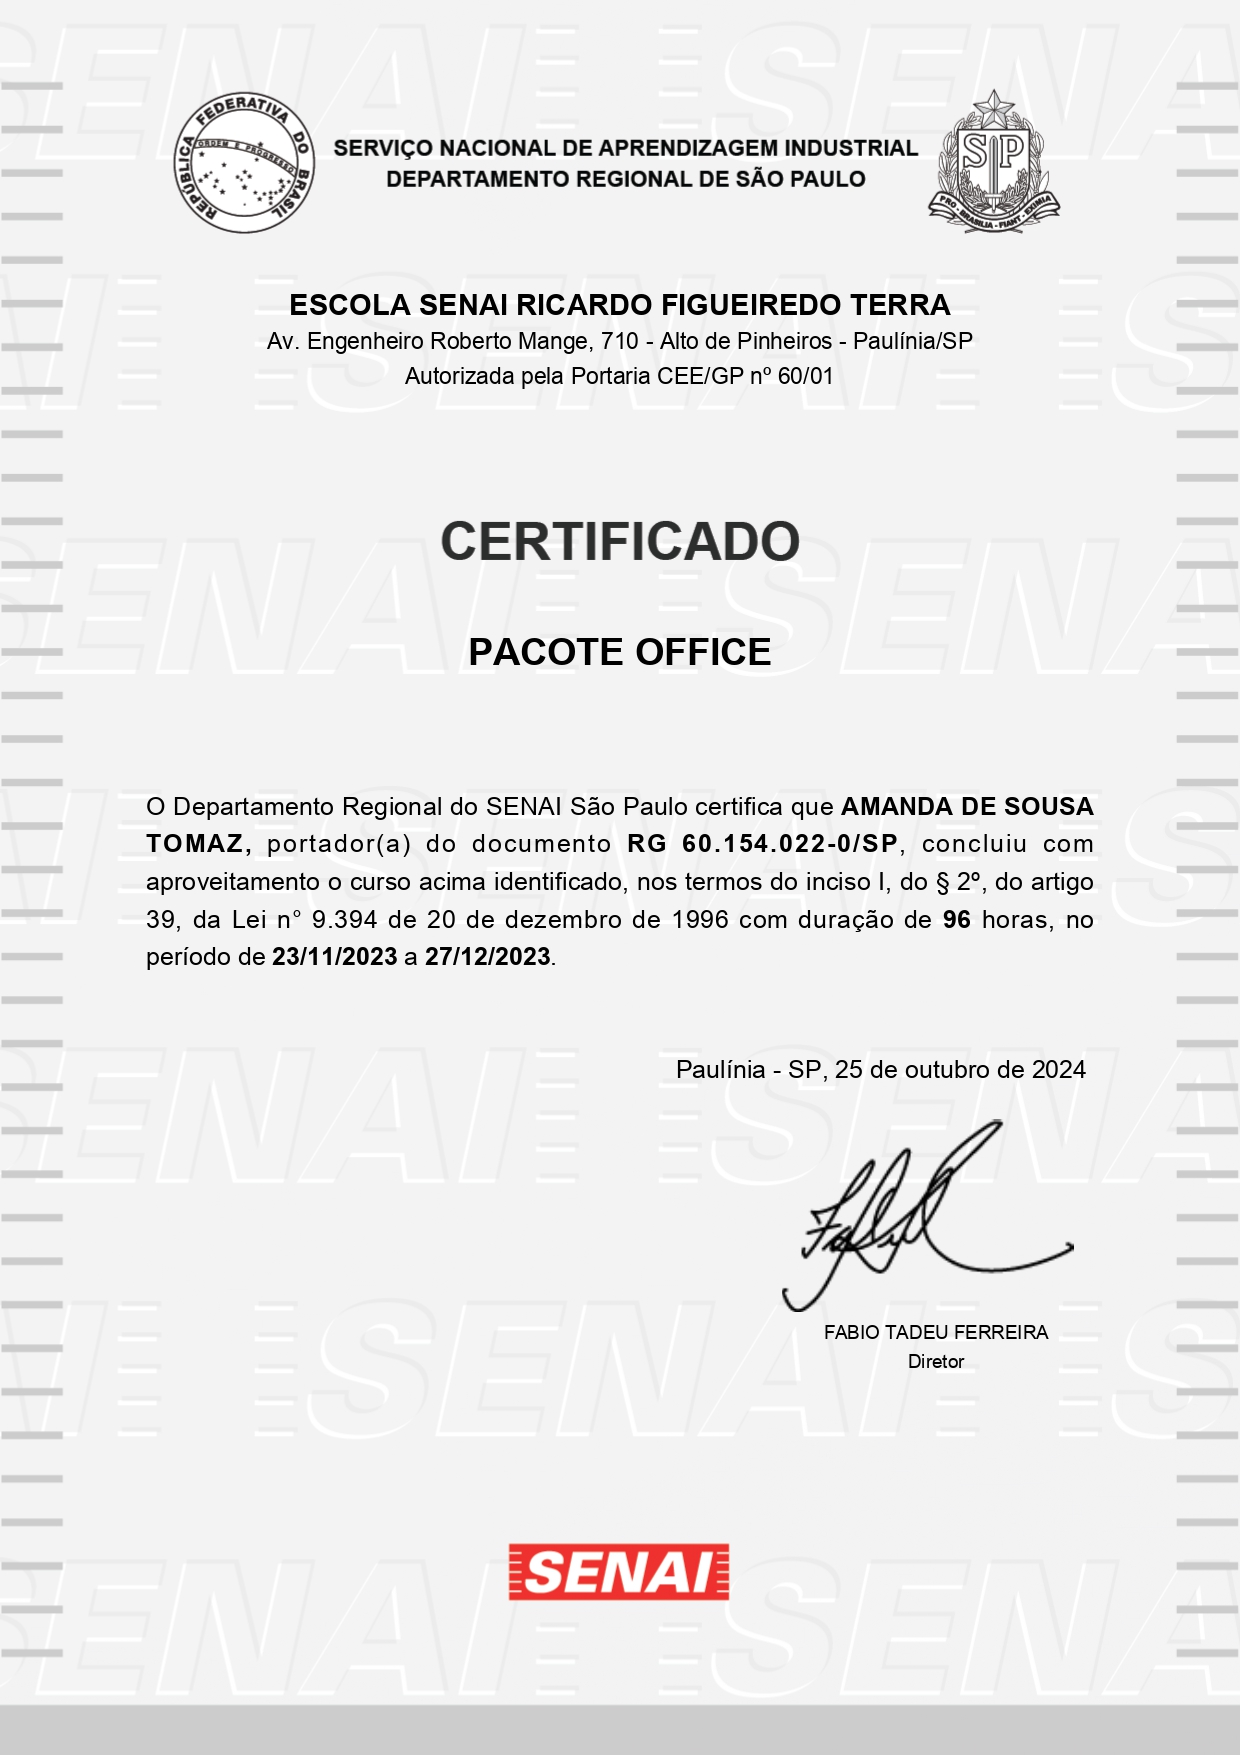 REPÚBLICA FEDERATIVA DO BRASIL
ORDEM E PROGRESSO
SERVIÇO NACIONAL DE APRENDIZAGEM INDUSTRIAL
DEPARTAMENTO REGIONAL DE SÃO PAULO
SP
PRO - BRASILIA - FIANT - EXIMIA
ESCOLA SENAI RICARDO FIGUEIREDO TERRA
Av. Engenheiro Roberto Mange, 710 - Alto de Pinheiros - Paulínia/SP
Autorizada pela Portaria CEE/GP nº 60/01
CERTIFICADO
PACOTE OFFICE
O Departamento Regional do SENAI São Paulo certifica que AMANDA DE SOUSA
TOMAZ, portador(a) do documento RG 60.154.022-0/SP, concluiu com
aproveitamento o curso acima identificado, nos termos do inciso I, do § 2º, do artigo
39, da Lei n° 9.394 de 20 de dezembro de 1996 com duração de 96 horas, no
período de 23/11/2023 a 27/12/2023.
Paulínia - SP, 25 de outubro de 2024
FABIO TADEU FERREIRA
Diretor
SENAI